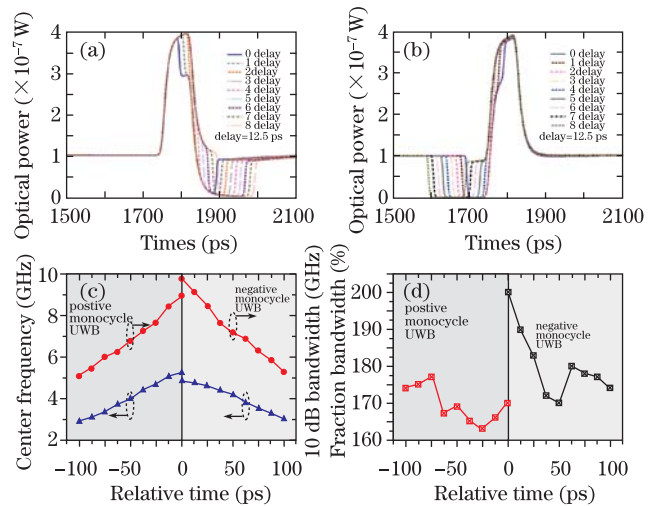 (a)
Optical power (×10⁻⁷ W)
4
3
2
1
0
0 delay
1 delay
2delay
3 delay
4 delay
5 delay
6 delay
7 delay
8 delay
delay=12.5 ps
1500 1700 1900 2100
Times (ps)
(b)
Optical power (×10⁻⁷ W)
4
3
2
1
0
0 delay
1 delay
2delay
3 delay
4 delay
5 delay
6 delay
7 delay
8 delay
delay=12.5 ps
1500 1700 1900 2100
Times (ps)
(c)
Center frequency (GHz)
10
8
6
4
2
postive
monocycle
UWB
negative
monocycle
UWB
10 dB bandwidth (GHz)
−100 −50 0 50 100
Relative time (ps)
(d)
Fraction bandwidth (%)
200
190
180
170
160
postive
monocycle
UWB
negative
monocycle
UWB
−100 −50 0 50 100
Relative time (ps)